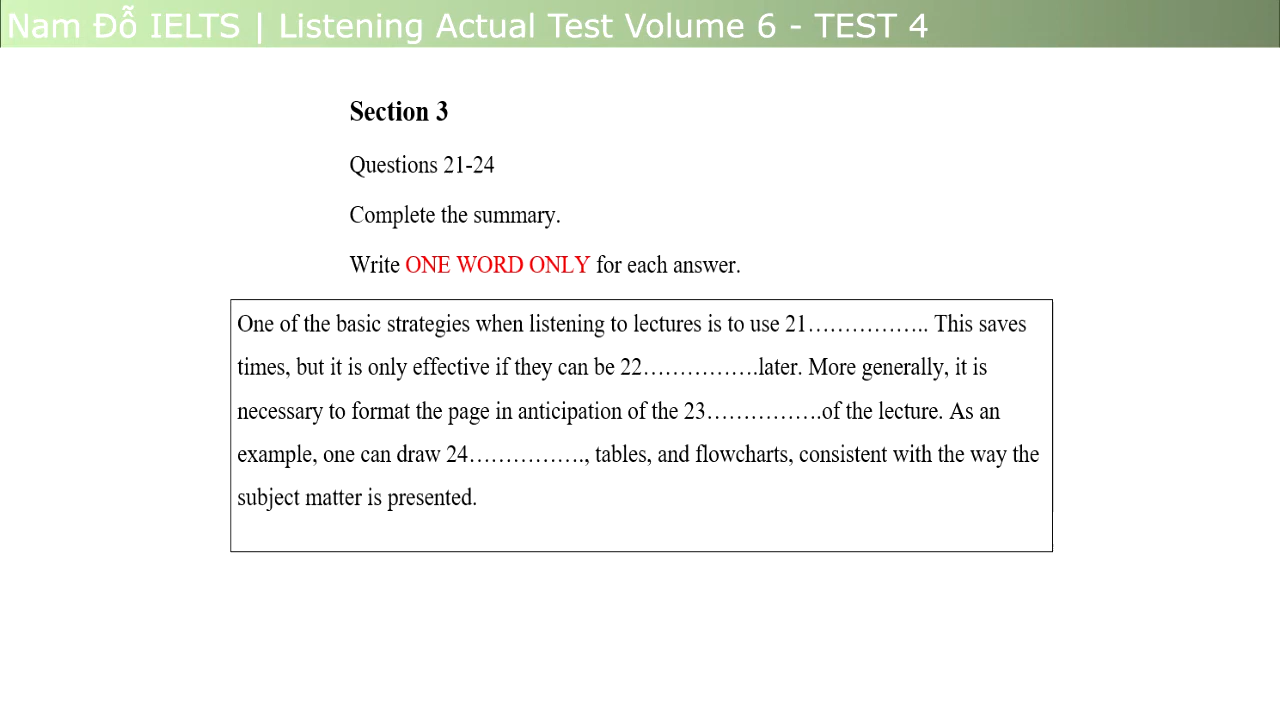 Nam Đỗ IELTS | Listening Actual Test Volume 6 - TEST 4
Section 3
Questions 21-24
Complete the summary.
Write ONE WORD ONLY for each answer.
One of the basic strategies when listening to lectures is to use 21…………….. This saves
times, but it is only effective if they can be 22…………….later. More generally, it is
necessary to format the page in anticipation of the 23…………….of the lecture. As an
example, one can draw 24……………., tables, and flowcharts, consistent with the way the
subject matter is presented.